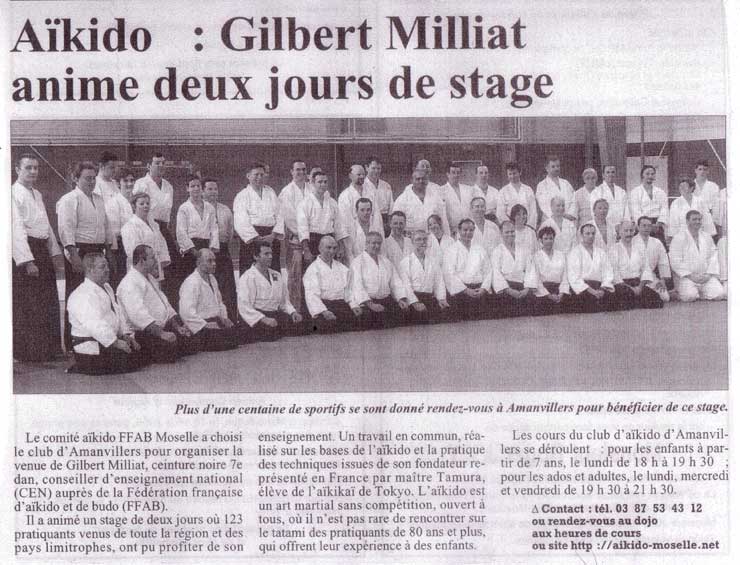 Aïkido : Gilbert Milliat
anime deux jours de stage
Plus d'une centaine de sportifs se sont donné rendez-vous à Amanvillers pour bénéficier de ce stage.
Le comité aïkido FFAB Moselle a choisi
le club d'Amanvillers pour organiser la
venue de Gilbert Milliat, ceinture noire 7e
dan, conseiller d'enseignement national
(CEN) auprès de la Fédération française
d'aïkido et de budo (FFAB).
Il a animé un stage de deux jours où 123
pratiquants venus de toute la région et des
pays limitrophes, ont pu profiter de son
enseignement. Un travail en commun, réa-
lisé sur les bases de l'aïkido et la pratique
des techniques issues de son fondateur re-
présenté en France par maître Tamura,
élève de l'aïkikaï de Tokyo. L'aïkido est
un art martial sans compétition, ouvert à
tous, où il n'est pas rare de rencontrer sur
le tatami des pratiquants de 80 ans et plus,
qui offrent leur expérience à des enfants.
Les cours du club d'aïkido d'Amanvil-
lers se déroulent : pour les enfants à par-
tir de 7 ans, le lundi de 18 h à 19 h 30 ;
pour les ados et adultes, le lundi, mercredi
et vendredi de 19 h 30 à 21 h 30.
∆ Contact : tél. 03 87 53 43 12
ou rendez-vous au dojo
aux heures de cours
ou site http ://aikido-moselle.net